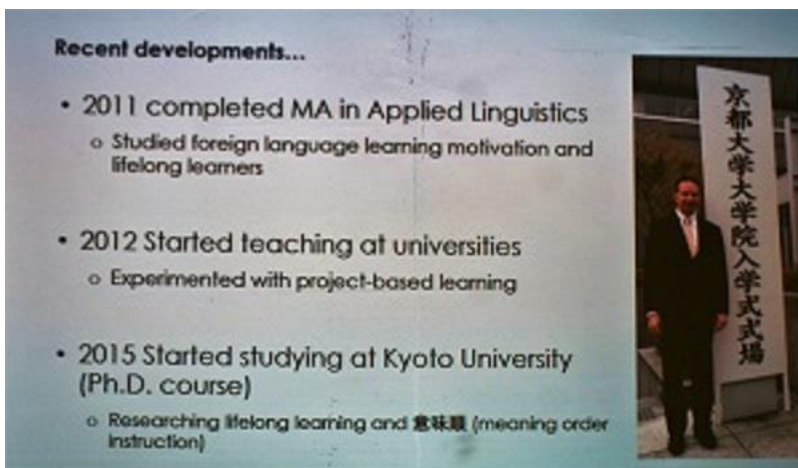 Recent developments...
• 2011 completed MA in Applied Linguistics
o Studied foreign language learning motivation and
lifelong learners
• 2012 Started teaching at universities
o Experimented with project-based learning
• 2015 Started studying at Kyoto University
(Ph.D. course)
o Researching lifelong learning and 意味順 (meaning order
instruction)
京都大学大学院入学式式場